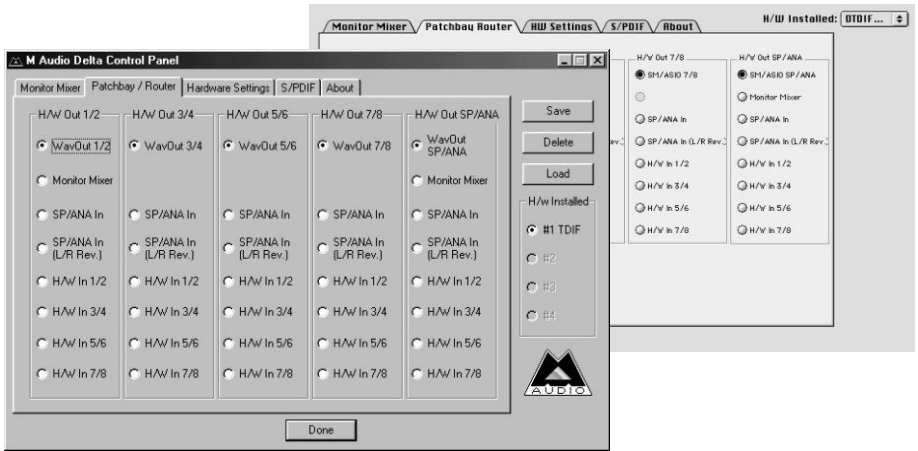 H/W Installed: DTDIF...
Monitor Mixer Patchbay Router HW Settings S/PDIF About
H/W Out 7/8 H/W Out SP/ANA
SM/ASIO 7/8 SM/ASIO SP/ANA
Monitor Mixer
SP/ANA In SP/ANA In
SP/ANA In (L/R Rev.) SP/ANA In (L/R Rev.)
H/W In 1/2 H/W In 1/2
H/W In 3/4 H/W In 3/4
H/W In 5/6 H/W In 5/6
H/W In 7/8 H/W In 7/8
M Audio Delta Control Panel
Monitor Mixer Patchbay / Router Hardware Settings S/PDIF About
H/W Out 1/2 H/W Out 3/4 H/W Out 5/6 H/W Out 7/8 H/W Out SP/ANA
WavOut 1/2 WavOut 3/4 WavOut 5/6 WavOut 7/8 WavOut SP/ANA
Monitor Mixer Monitor Mixer
SP/ANA In SP/ANA In SP/ANA In SP/ANA In SP/ANA In
SP/ANA In SP/ANA In SP/ANA In SP/ANA In SP/ANA In
(L/R Rev.) (L/R Rev.) (L/R Rev.) (L/R Rev.) (L/R Rev.)
H/W In 1/2 H/W In 1/2 H/W In 1/2 H/W In 1/2 H/W In 1/2
H/W In 3/4 H/W In 3/4 H/W In 3/4 H/W In 3/4 H/W In 3/4
H/W In 5/6 H/W In 5/6 H/W In 5/6 H/W In 5/6 H/W In 5/6
H/W In 7/8 H/W In 7/8 H/W In 7/8 H/W In 7/8 H/W In 7/8
Save
Delete
Load
H/w Installed
#1 TDIF
#2
#3
#4
AUDIO
Done